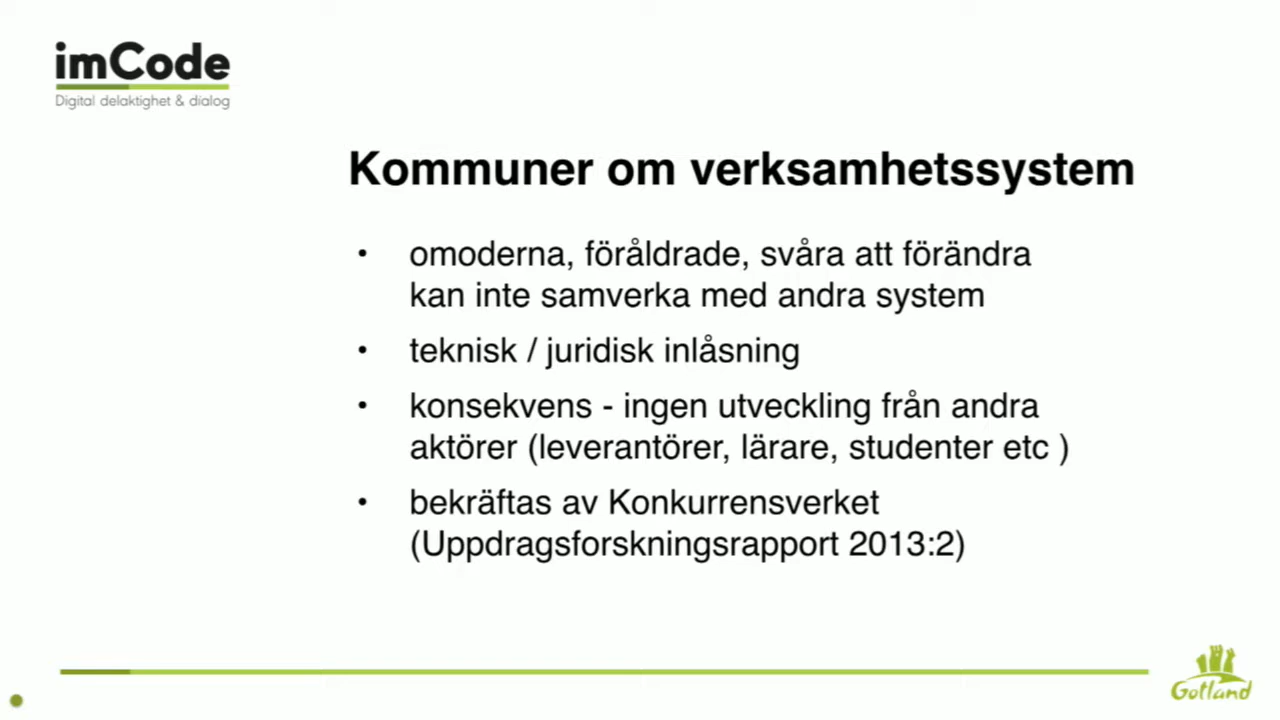 imCode
Digital delaktighet & dialog
Kommuner om verksamhetssystem
• omoderna, föråldrade, svåra att förändra
kan inte samverka med andra system
• teknisk / juridisk inlåsning
• konsekvens - ingen utveckling från andra
aktörer (leverantörer, lärare, studenter etc )
• bekräftas av Konkurrensverket
(Uppdragsforskningsrapport 2013:2)
Gotland